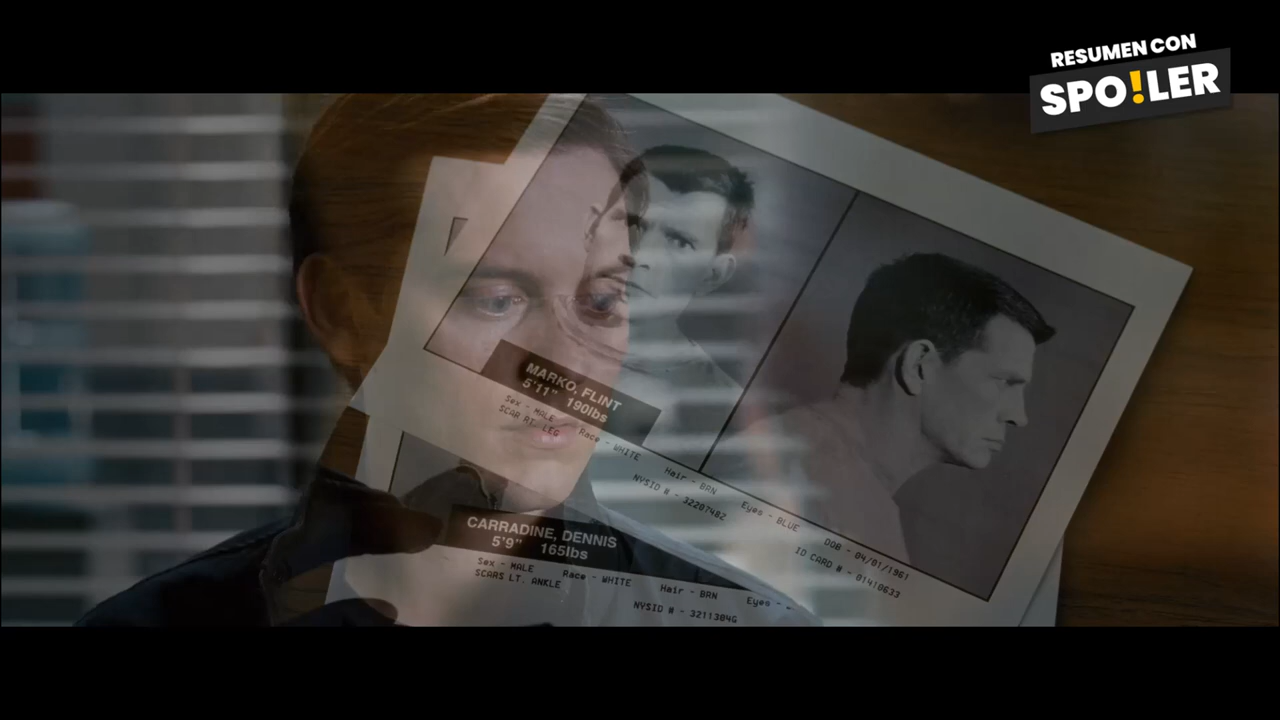 RESUMEN CON
SPO!LER
MARKO, FLINT
5'11" 190lbs
Sex - MALE Race - WHITE Hair - BRN Eyes - BLUE DOB - 04/01/1961
SCAR RT. LEG NYSID # - 3220748Z ID CARD # - 01410633
CARRADINE, DENNIS
5'9" 165lbs
Sex - MALE Race - WHITE Hair - BRN Eyes -
SCARS LT. ANKLE NYSID # - 3211304G